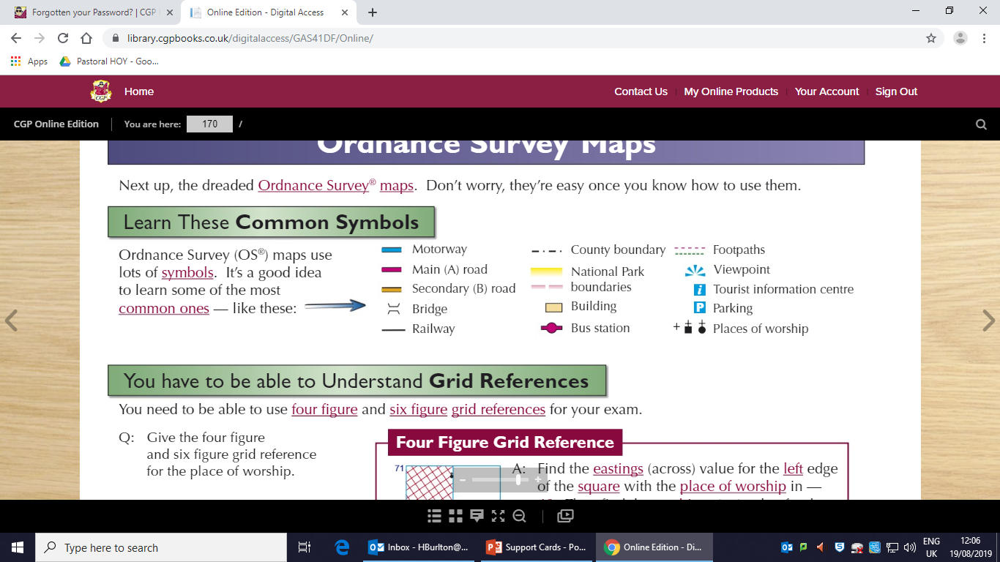 Forgotten your Password? | CGP
Online Edition - Digital Access
library.cgpbooks.co.uk/digitalaccess/GAS41DF/Online/
Apps
Pastoral HOY - Goo...
CGP
Home
Contact Us
My Online Products
Your Account
Sign Out
CGP Online Edition
You are here:
170
/
Ordnance Survey Maps
Next up, the dreaded Ordnance Survey® maps. Don't worry, they're easy once you know how to use them.
Learn These Common Symbols
Ordnance Survey (OS®) maps use
lots of symbols. It's a good idea
to learn some of the most
common ones — like these:
Motorway
Main (A) road
Secondary (B) road
Bridge
Railway
County boundary
National Park
boundaries
Building
Bus station
Footpaths
Viewpoint
i Tourist information centre
P Parking
Places of worship
You have to be able to Understand Grid References
You need to be able to use four figure and six figure grid references for your exam.
Q: Give the four figure
and six figure grid reference
for the place of worship.
Four Figure Grid Reference
71
A: Find the eastings (across) value for the left edge
of the square with the place of worship in —
Type here to search
Inbox - HBurlton@...
Support Cards - Po...
Online Edition - Di...
ENG
UK
12:06
19/08/2019